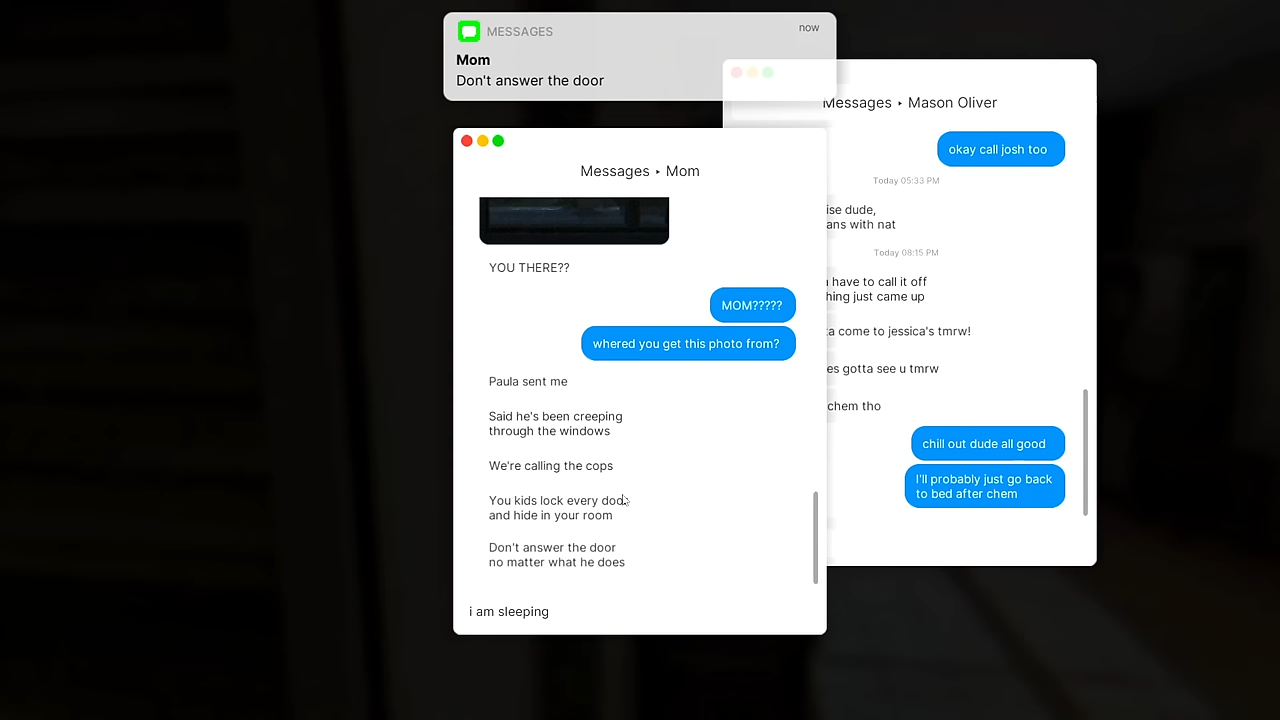 MESSAGES
now
Mom
Don't answer the door
Messages ‣ Mom
YOU THERE??
MOM?????
whered you get this photo from?
Paula sent me
Said he's been creeping
through the windows
We're calling the cops
You kids lock every
and hide in your room
Don't answer the door
no matter what he does
i am sleeping
Messages ‣ Mason Oliver
okay call josh too
Today 05:33 PM
dude,
with nat
Today 08:15 PM
have to call it off
just came up
come to jessica's tmrw!
gotta see u tmrw
chem tho
chill out dude all good
I'll probably just go back
to bed after chem